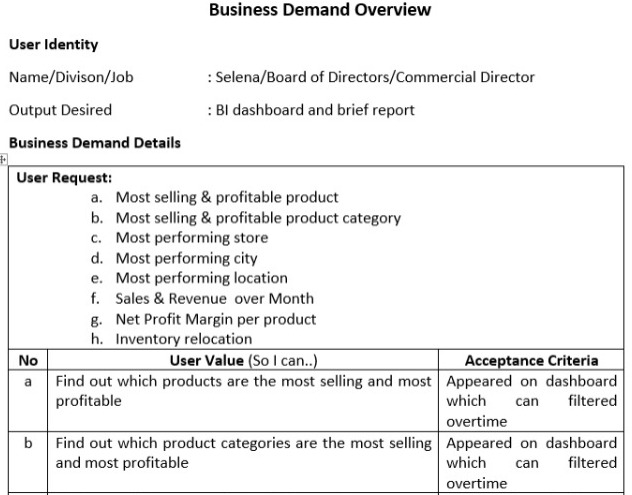 Business Demand Overview
User Identity
Name/Divison/Job : Selena/Board of Directors/Commercial Director
Output Desired : BI dashboard and brief report
Business Demand Details
User Request:
a. Most selling & profitable product
b. Most selling & profitable product category
c. Most performing store
d. Most performing city
e. Most performing location
f. Sales & Revenue over Month
g. Net Profit Margin per product
h. Inventory relocation
No User Value (So I can..) Acceptance Criteria
a Find out which products are the most selling and most Appeared on dashboard
profitable which can filtered
overtime
b Find out which product categories are the most selling Appeared on dashboard
and most profitable which can filtered
overtime